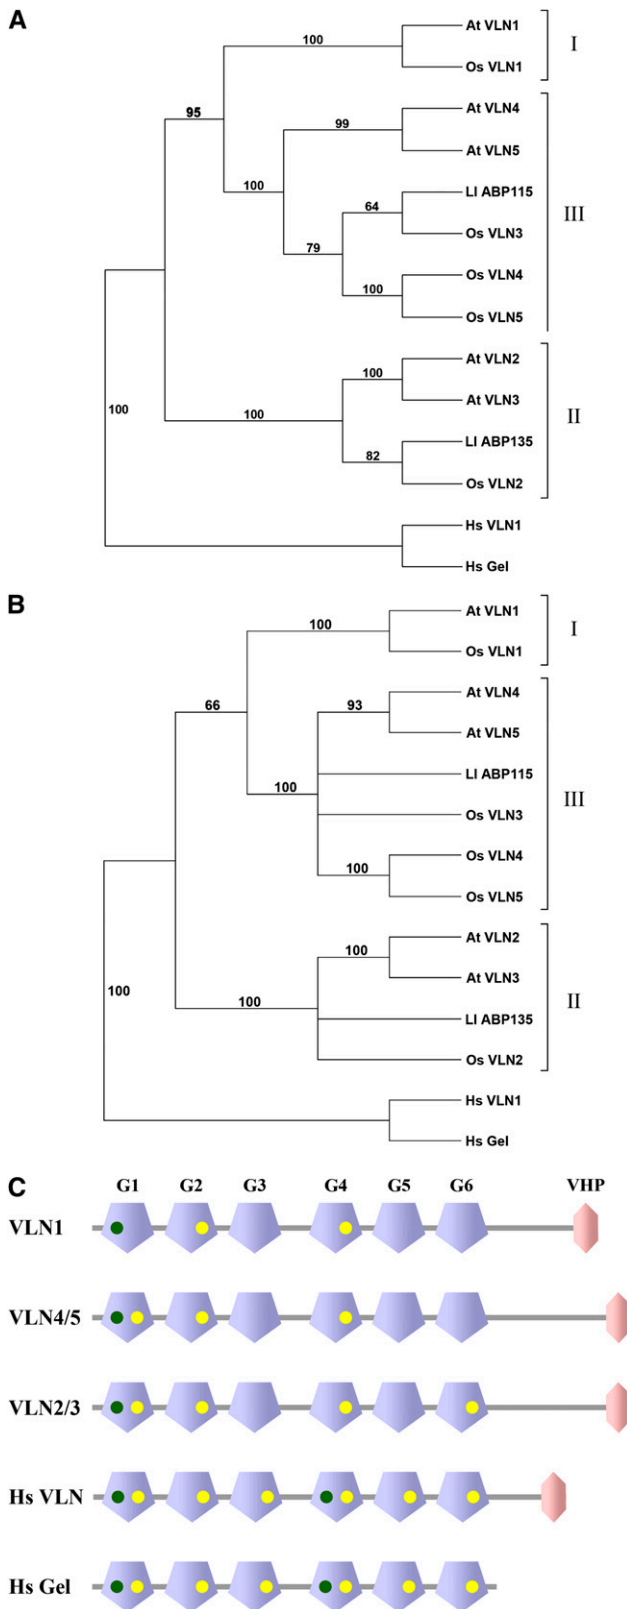 A
100
At VLN1
Os VLN1
I
95
99
At VLN4
At VLN5
100
64
Ll ABP115
Os VLN3
III
79
100
Os VLN4
Os VLN5
100
100
100
At VLN2
At VLN3
II
82
Ll ABP135
Os VLN2
Hs VLN1
Hs Gel
B
100
At VLN1
Os VLN1
I
66
93
At VLN4
At VLN5
100
Ll ABP115
III
Os VLN3
100
Os VLN4
Os VLN5
100
100
100
At VLN2
At VLN3
II
Ll ABP135
Os VLN2
Hs VLN1
Hs Gel
C
G1 G2 G3 G4 G5 G6 VHP
VLN1
VLN4/5
VLN2/3
Hs VLN
Hs Gel